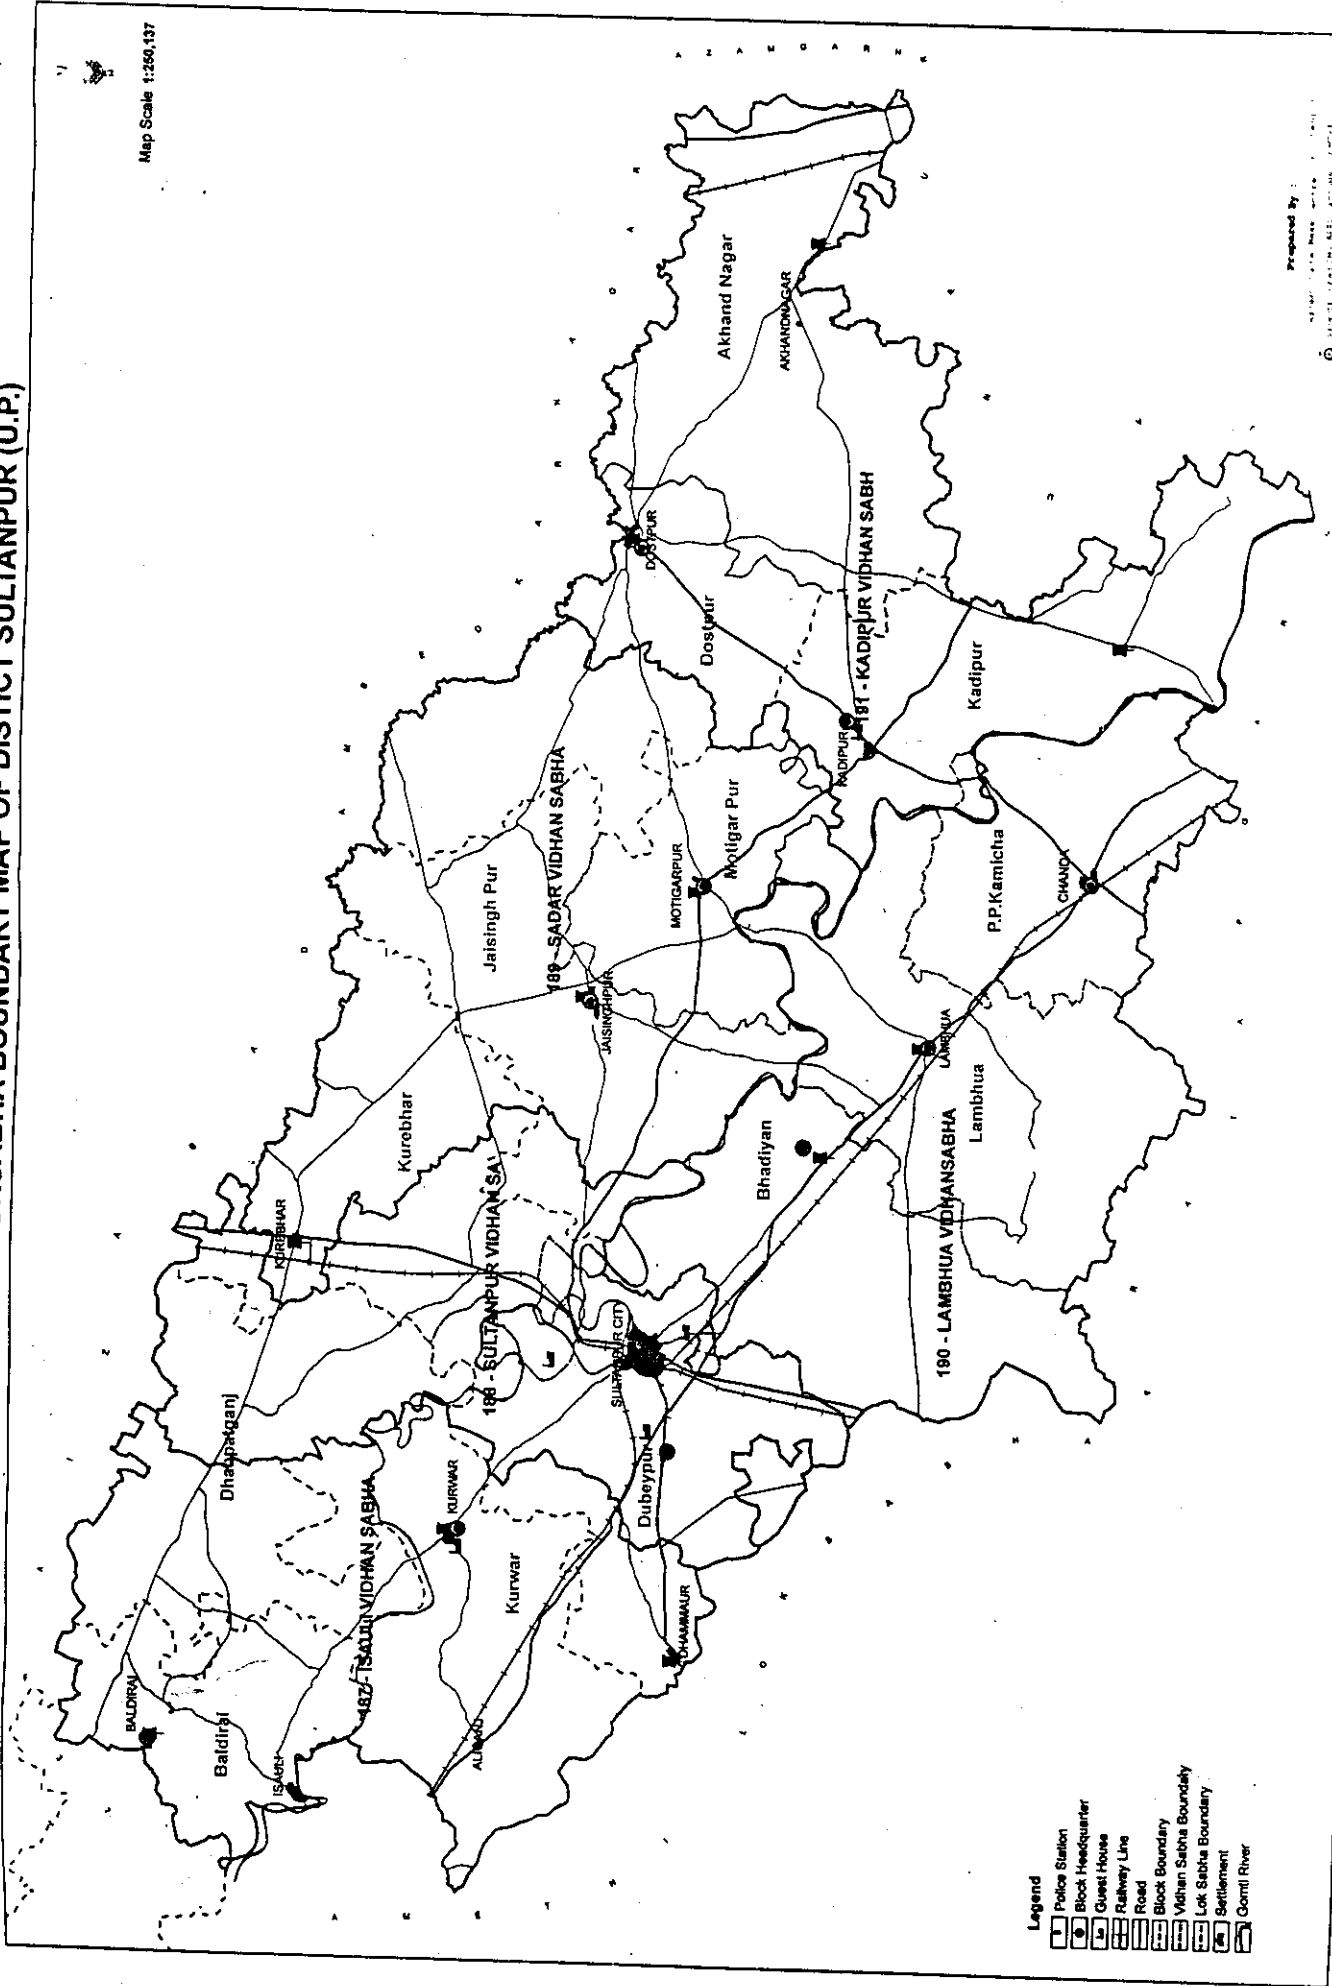 BOUNDARY MAP OF DISTICT SULTANPUR (U.P.)
Map Scale 1:250,137
AZAMGARH
Akhand Nagar
AKHANDNAGAR
DOSTPUR
Dostpur
191 - KADIPUR VIDHAN SABH
KADIPUR
Kadipur
Jaisingh Pur
189 - SADAR VIDHAN SABHA
MOTIGARPUR
Motigar Pur
JAISINGHPUR
P.P.Kamicha
CHANDA
LAMBHUA
Lambhua
190 - LAMBHUA VIDHANSABHA
Bhadiyan
Kurebhar
KUREBHAR
188 - SULTANPUR VIDHAN SA
SULTANPUR CITY
Dhanpatganj
187 - ISAULI VIDHAN SABHA
KURWAR
Kurwar
Dubeypur
DHAMMAUR
BALDIRAI
Baldirai
ISAULI
ALIGANJ
Legend
Police Station
Block Headquarter
Guest House
Railway Line
Road
Block Boundary
Vidhan Sabha Boundaly
Lok Sabha Boundary
Settlement
Gomti River
Prepared By :